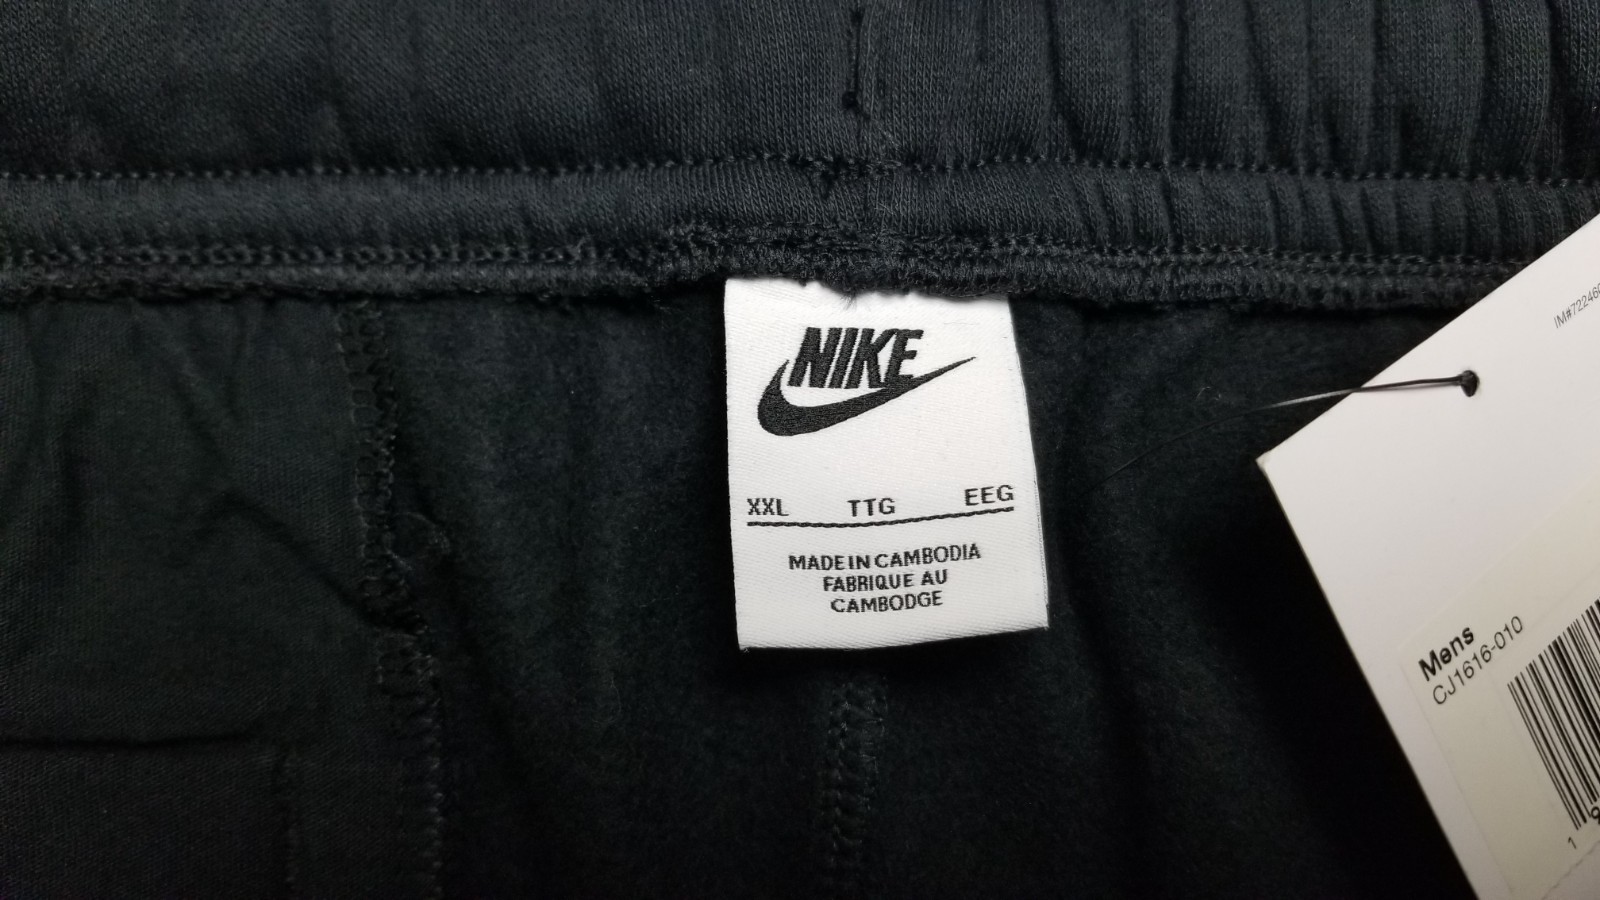 NIKE
XXL TTG EEG
MADE IN CAMBODIA
FABRIQUE AU
CAMBODGE
Mens
CJ1616-010